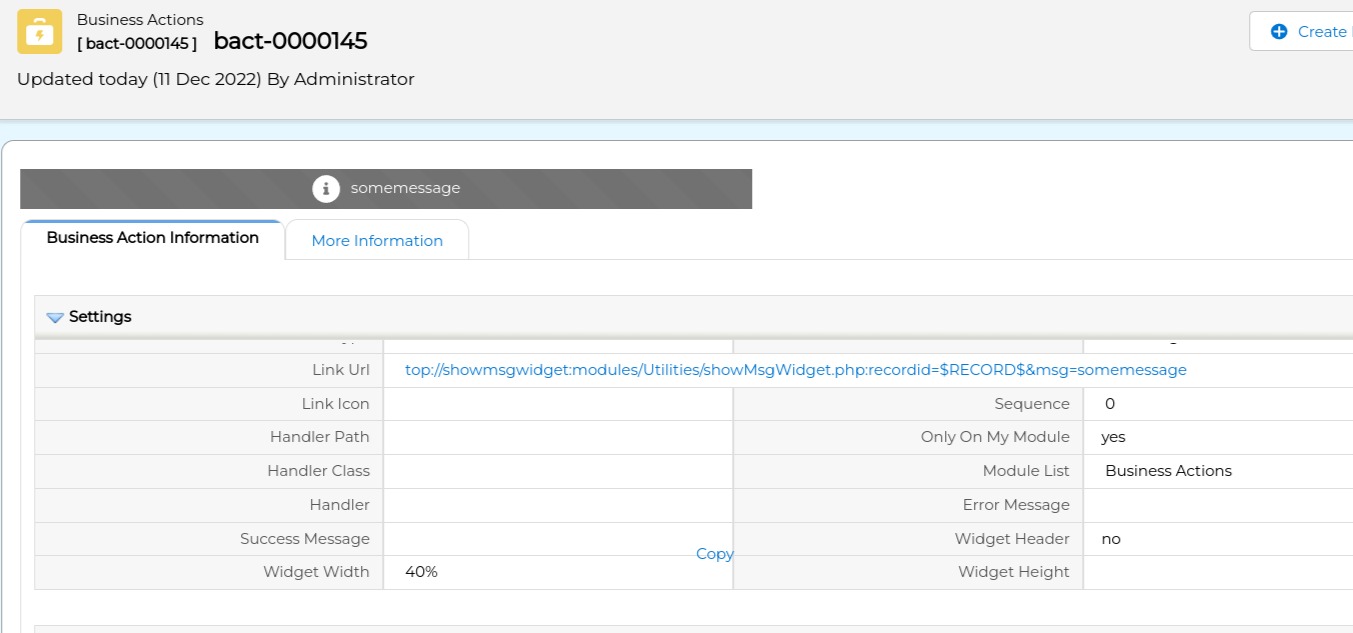 Business Actions
[ bact-0000145 ] bact-0000145
Create
Updated today (11 Dec 2022) By Administrator
somemessage
Business Action Information
More Information
Settings
Link Url top://showmsgwidget:modules/Utilities/showMsgWidget.php:recordid=$RECORD$&msg=somemessage
Link Icon Sequence 0
Handler Path Only On My Module yes
Handler Class Module List Business Actions
Handler Error Message
Success Message Widget Header no
Copy
Widget Width 40% Widget Height